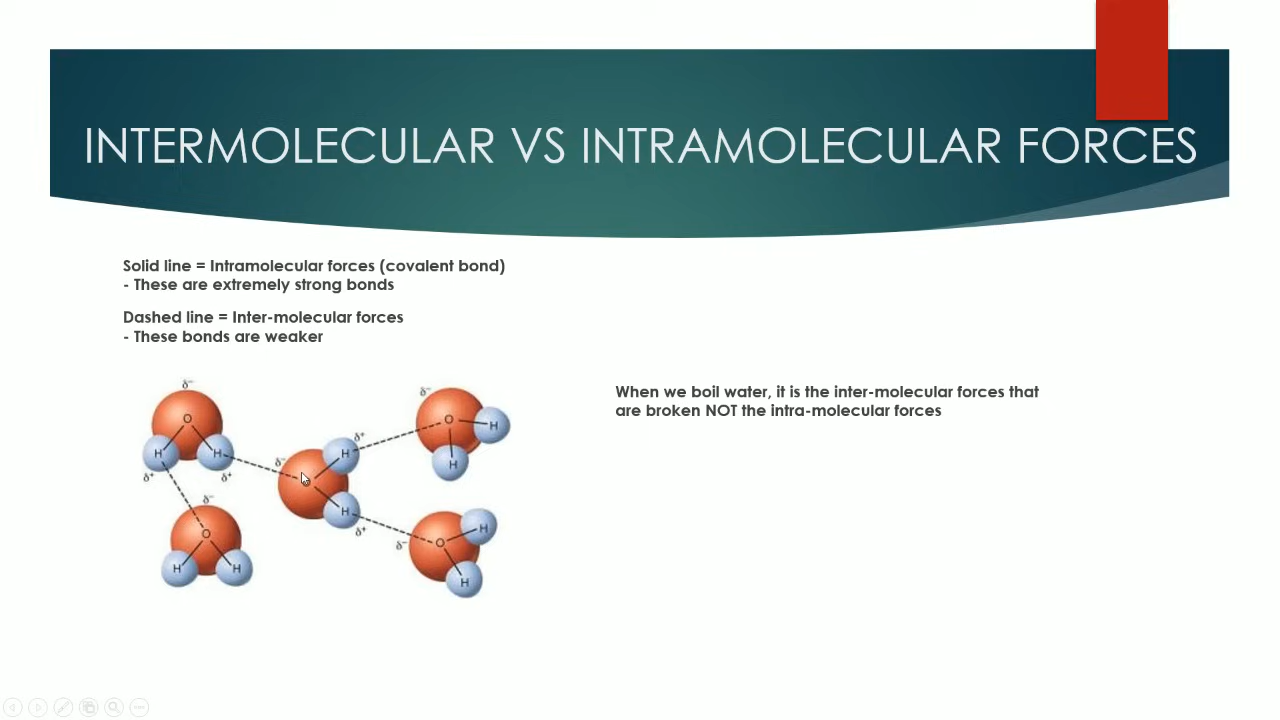 INTERMOLECULAR VS INTRAMOLECULAR FORCES
Solid line = Intramolecular forces (covalent bond)
- These are extremely strong bonds
Dashed line = Inter-molecular forces
- These bonds are weaker
When we boil water, it is the inter-molecular forces that
are broken NOT the intra-molecular forces
δ⁻
O
H H
δ⁺ δ⁺
δ⁻
O
H H
δ⁻
H
H
δ⁺
δ⁺
δ⁻
O H
H
δ⁻
O H
H